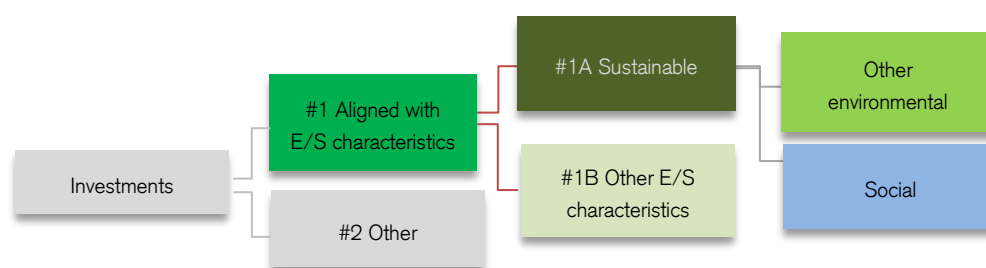 Investments
#1 Aligned with
E/S characteristics
#2 Other
#1A Sustainable
#1B Other E/S
characteristics
Other
environmental
Social